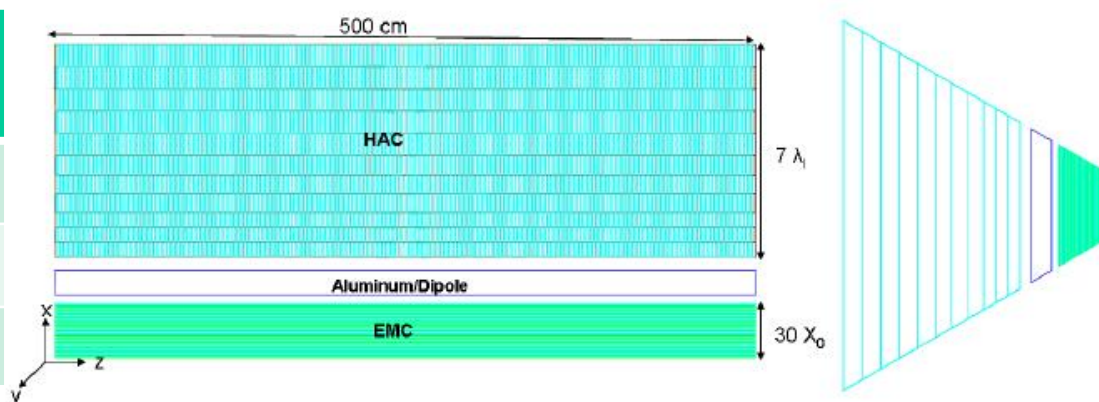 500 cm
HAC
7 λI
Aluminum/Dipole
X
EMC
30 X0
Z
y